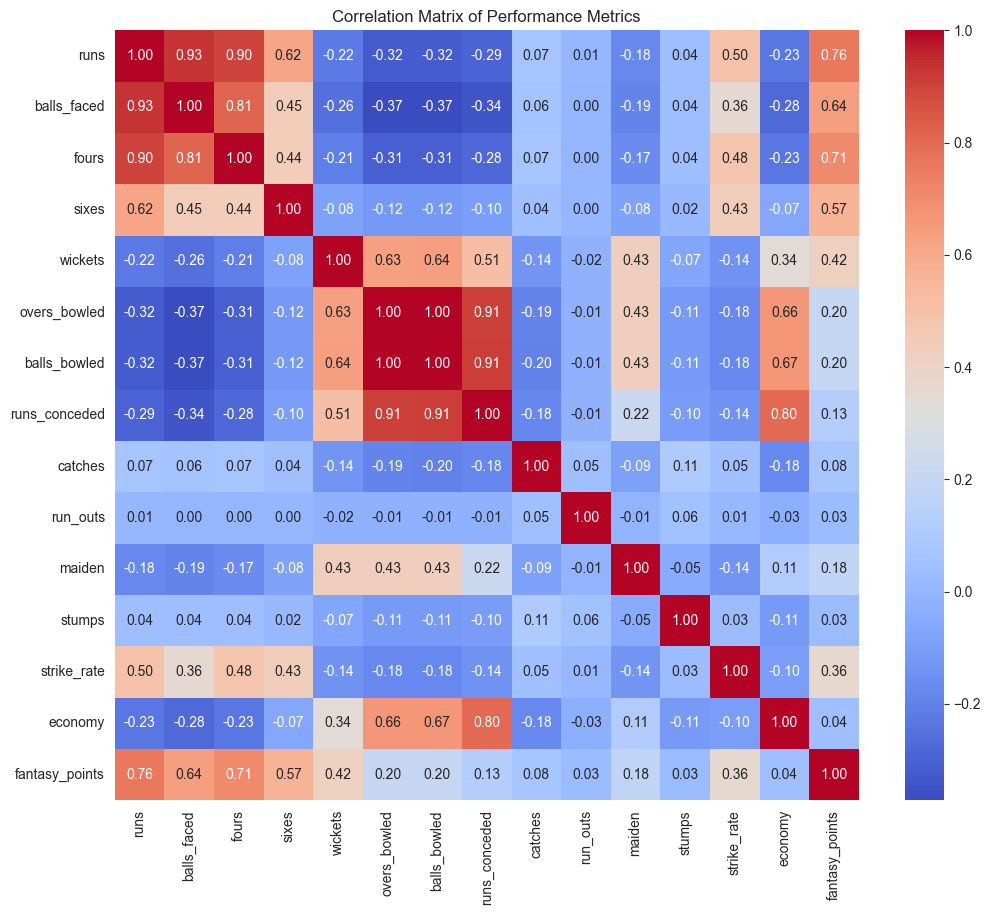 Correlation Matrix of Performance Metrics
runs 1.00 0.93 0.90 0.62 -0.22 -0.32 -0.32 -0.29 0.07 0.01 -0.18 0.04 0.50 -0.23 0.76
balls_faced 0.93 1.00 0.81 0.45 -0.26 -0.37 -0.37 -0.34 0.06 0.00 -0.19 0.04 0.36 -0.28 0.64
fours 0.90 0.81 1.00 0.44 -0.21 -0.31 -0.31 -0.28 0.07 0.00 -0.17 0.04 0.48 -0.23 0.71
sixes 0.62 0.45 0.44 1.00 -0.08 -0.12 -0.12 -0.10 0.04 0.00 -0.08 0.02 0.43 -0.07 0.57
wickets -0.22 -0.26 -0.21 -0.08 1.00 0.63 0.64 0.51 -0.14 -0.02 0.43 -0.07 -0.14 0.34 0.42
overs_bowled -0.32 -0.37 -0.31 -0.12 0.63 1.00 1.00 0.91 -0.19 -0.01 0.43 -0.11 -0.18 0.66 0.20
balls_bowled -0.32 -0.37 -0.31 -0.12 0.64 1.00 1.00 0.91 -0.20 -0.01 0.43 -0.11 -0.18 0.67 0.20
runs_conceded -0.29 -0.34 -0.28 -0.10 0.51 0.91 0.91 1.00 -0.18 -0.01 0.22 -0.10 -0.14 0.80 0.13
catches 0.07 0.06 0.07 0.04 -0.14 -0.19 -0.20 -0.18 1.00 0.05 -0.09 0.11 0.05 -0.18 0.08
run_outs 0.01 0.00 0.00 0.00 -0.02 -0.01 -0.01 -0.01 0.05 1.00 -0.01 0.06 0.01 -0.03 0.03
maiden -0.18 -0.19 -0.17 -0.08 0.43 0.43 0.43 0.22 -0.09 -0.01 1.00 -0.05 -0.14 0.11 0.18
stumps 0.04 0.04 0.04 0.02 -0.07 -0.11 -0.11 -0.10 0.11 0.06 -0.05 1.00 0.03 -0.11 0.03
strike_rate 0.50 0.36 0.48 0.43 -0.14 -0.18 -0.18 -0.14 0.05 0.01 -0.14 0.03 1.00 -0.10 0.36
economy -0.23 -0.28 -0.23 -0.07 0.34 0.66 0.67 0.80 -0.18 -0.03 0.11 -0.11 -0.10 1.00 0.04
fantasy_points 0.76 0.64 0.71 0.57 0.42 0.20 0.20 0.13 0.08 0.03 0.18 0.03 0.36 0.04 1.00
runs balls_faced fours sixes wickets overs_bowled balls_bowled runs_conceded catches run_outs maiden stumps strike_rate economy fantasy_points
1.0
0.8
0.6
0.4
0.2
0.0
-0.2